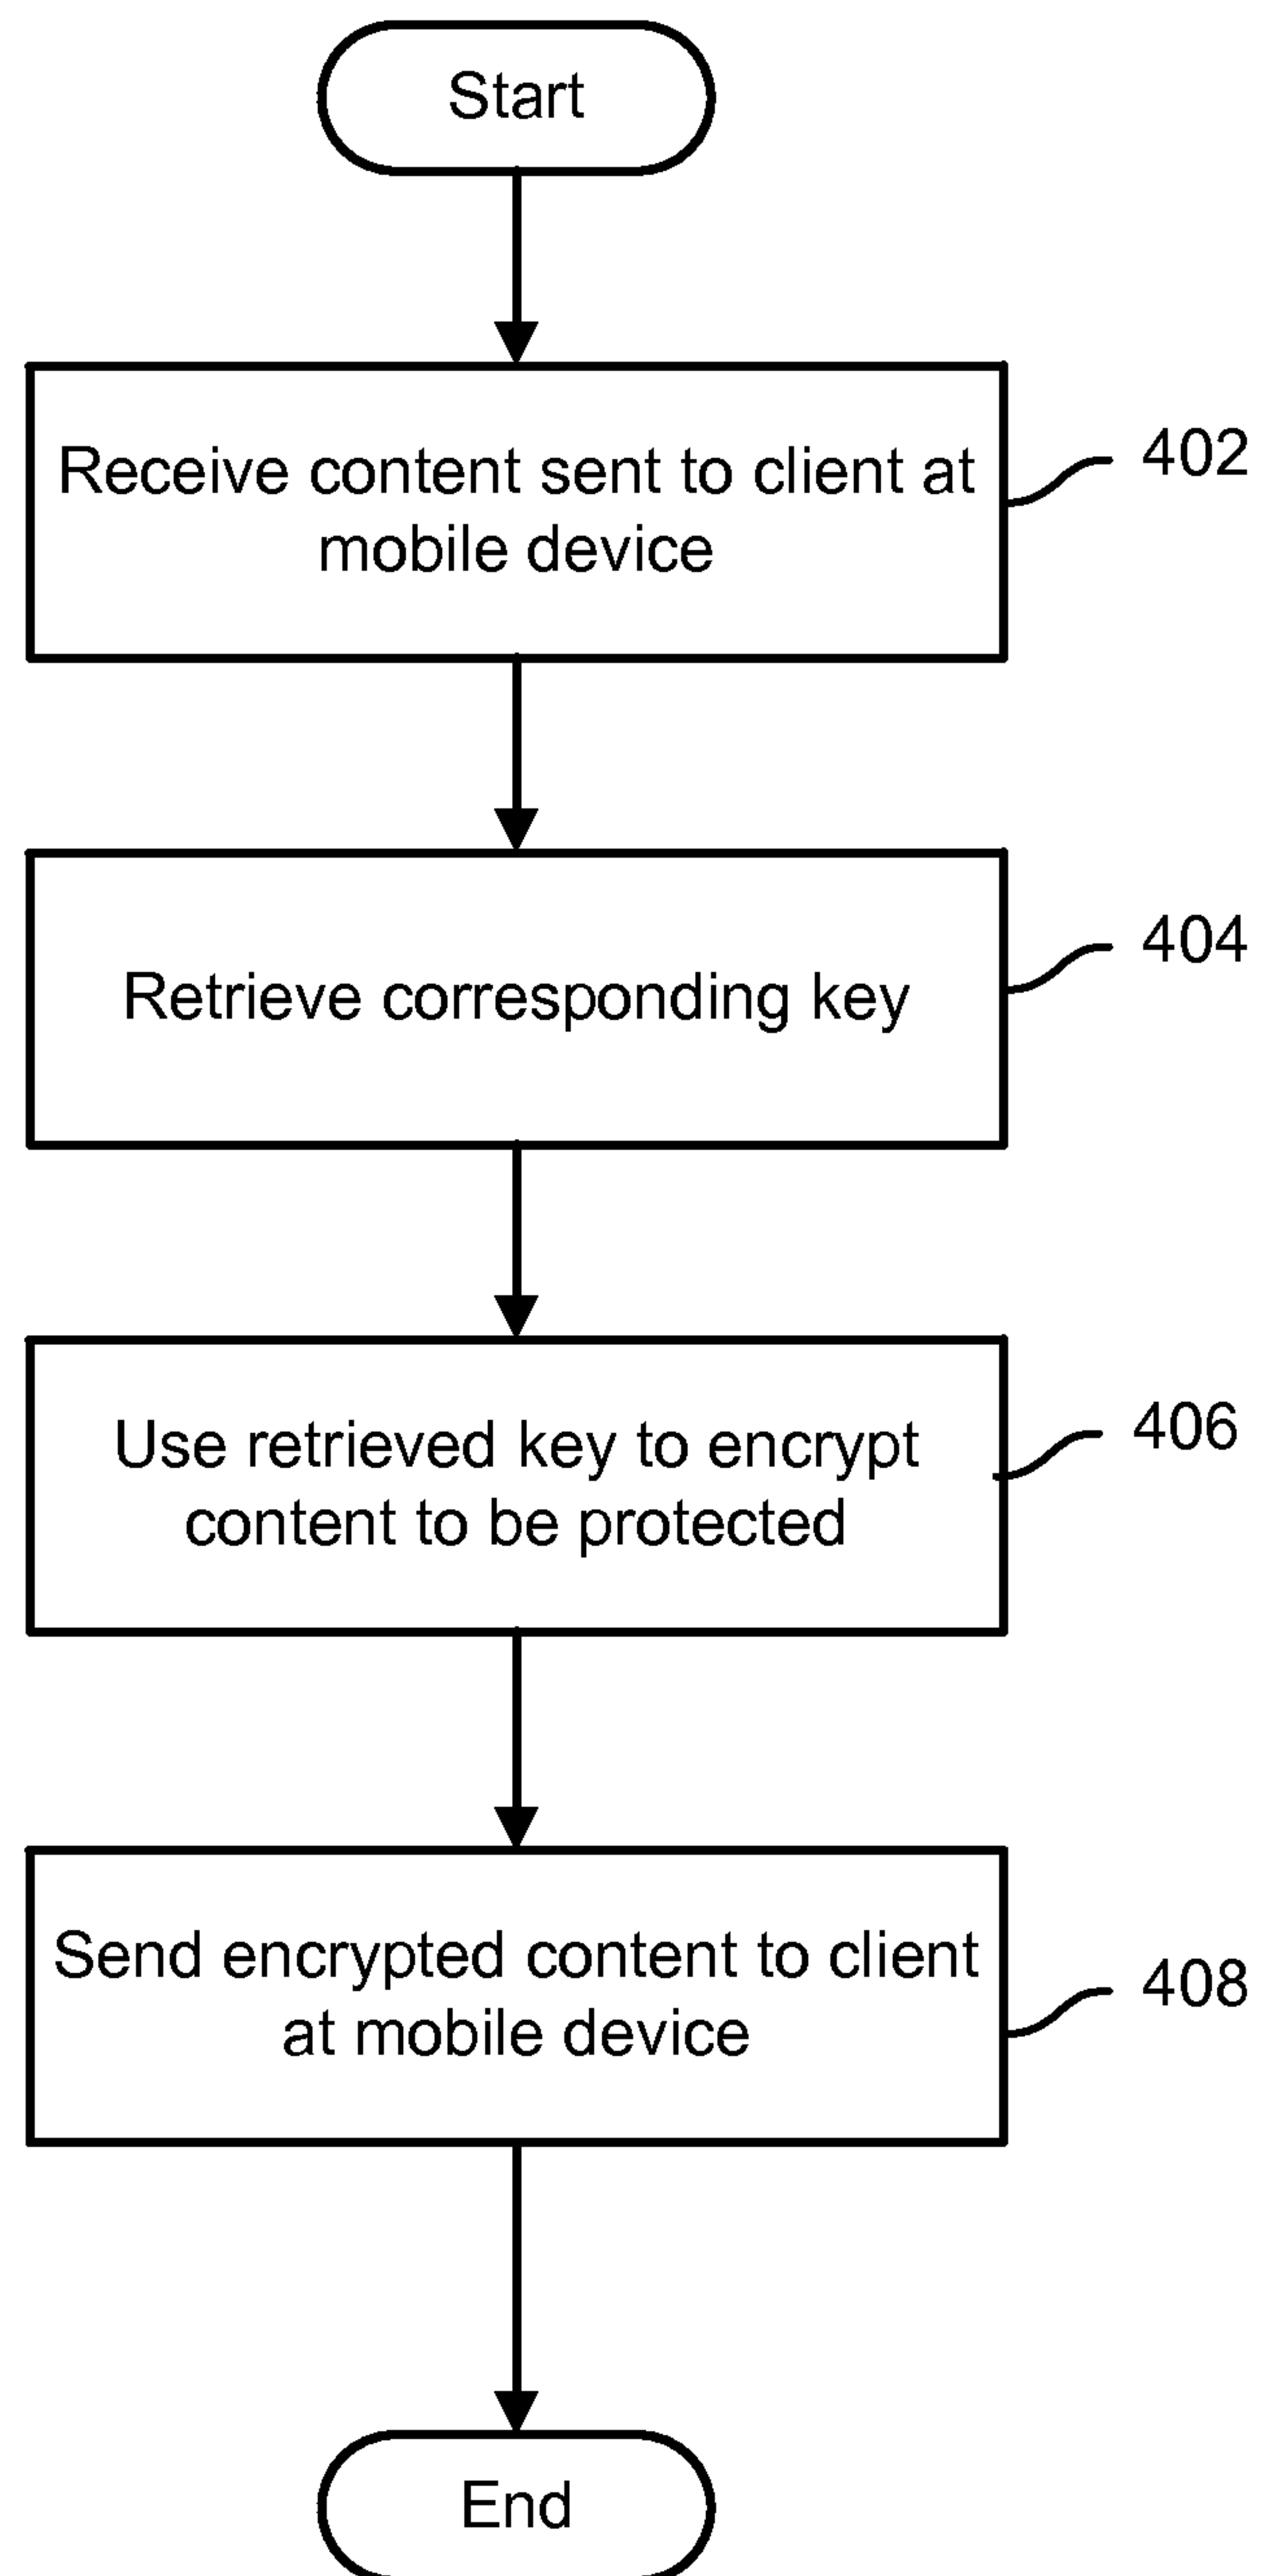 Start
Receive content sent to client at
mobile device
402
Retrieve corresponding key
404
Use retrieved key to encrypt
content to be protected
406
Send encrypted content to client
at mobile device
408
End